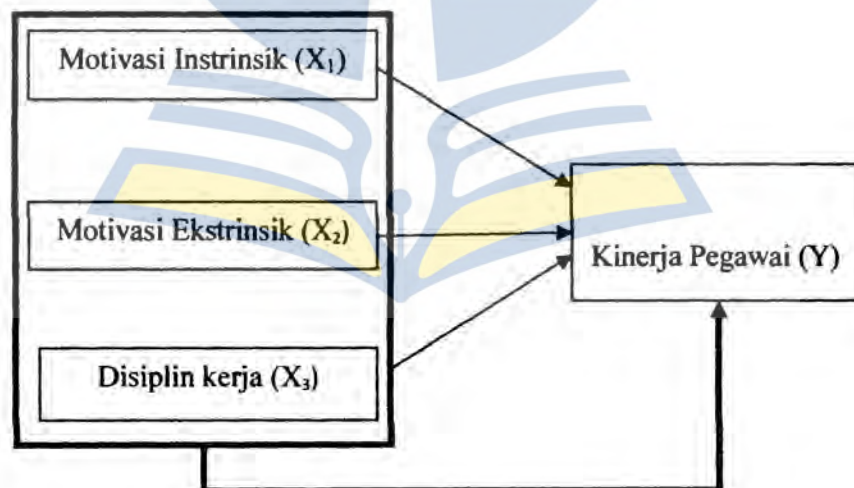 Motivasi Instrinsik (X₁)
Motivasi Ekstrinsik (X₂)
Kinerja Pegawai (Y)
Disiplin kerja (X₃)